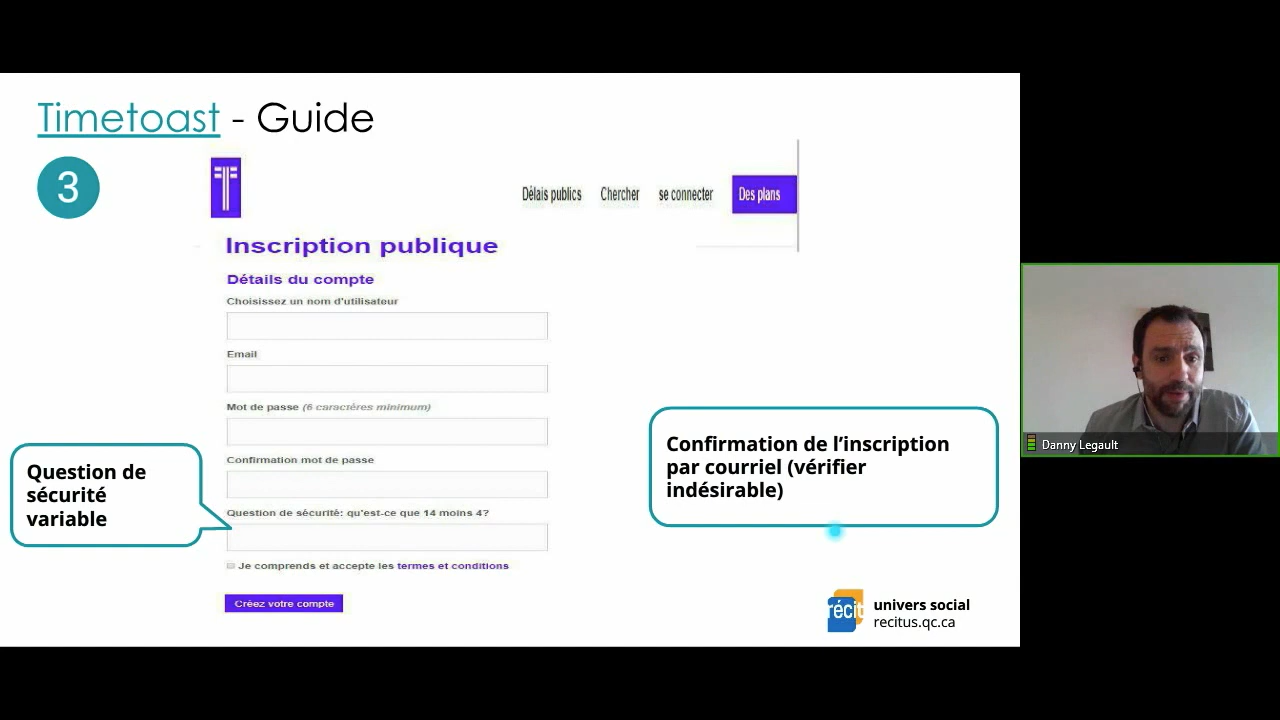 Timetoast - Guide
3
Délais publics Chercher se connecter Des plans
Inscription publique
Détails du compte
Choisissez un nom d'utilisateur
Email
Mot de passe (6 caractères minimum)
Confirmation mot de passe
Question de sécurité: qu'est-ce que 14 moins 4?
Je comprends et accepte les termes et conditions
Créez votre compte
Question de
sécurité
variable
Confirmation de l’inscription
par courriel (vérifier
indésirable)
récit
univers social
recitus.qc.ca
Danny Legault